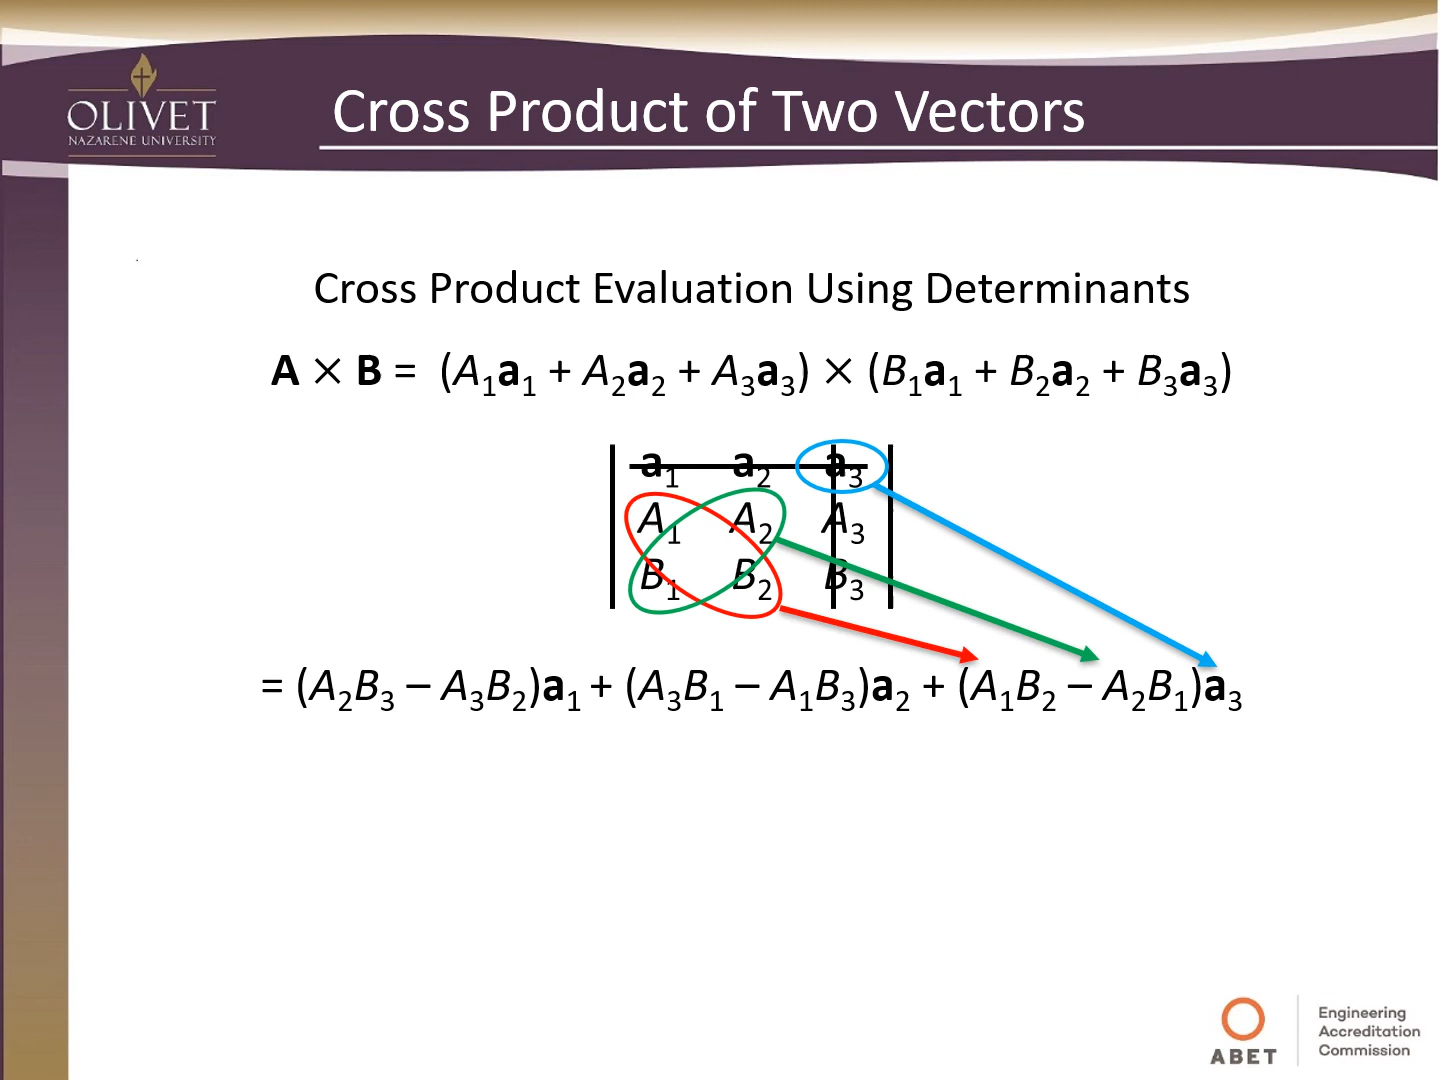 OLIVET
NAZARENE UNIVERSITY
Cross Product of Two Vectors
Cross Product Evaluation Using Determinants
A × B = (A₁a₁ + A₂a₂ + A₃a₃) × (B₁a₁ + B₂a₂ + B₃a₃)
a₁ a₂ a₃
A₁ A₂ A₃
B₁ B₂ B₃
= (A₂B₃ – A₃B₂)a₁ + (A₃B₁ – A₁B₃)a₂ + (A₁B₂ – A₂B₁)a₃
ABET
Engineering
Accreditation
Commission